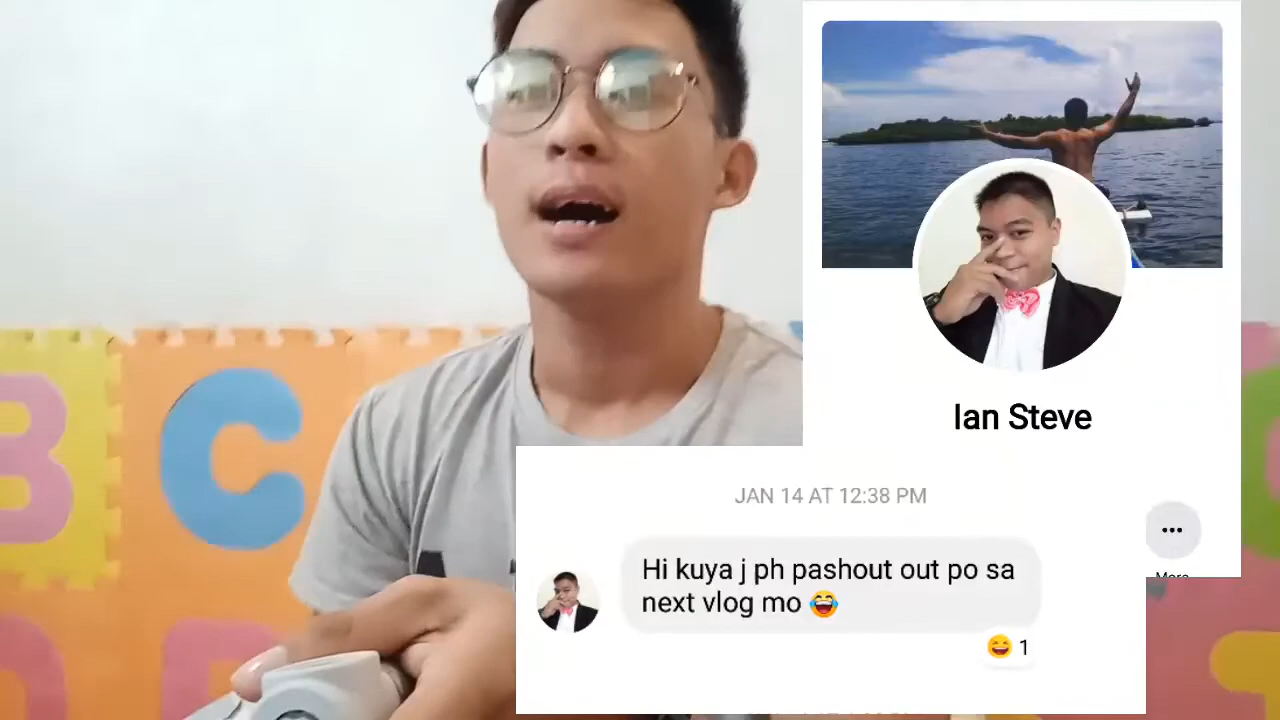 B C
Ian Steve
JAN 14 AT 12:38 PM
Hi kuya j ph pashout out po sa
next vlog mo 😂
😆 1
More